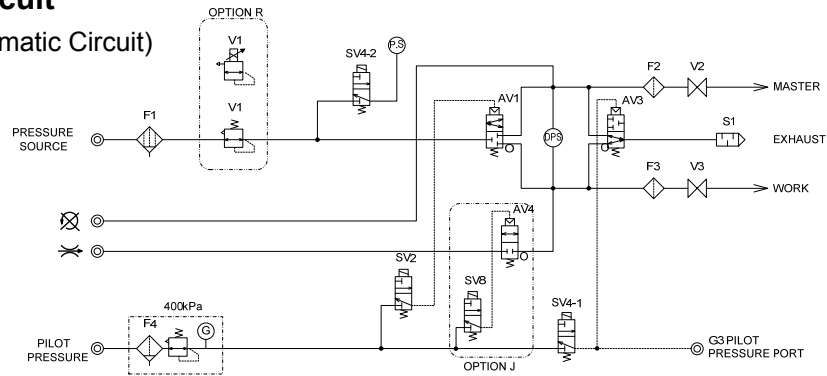 cuit
matic Circuit)
OPTION R
V1
SV4-2
P.S
F2
V2
MASTER
F1
V1
AV1
AV3
S1
PRESSURE
SOURCE
DPS
EXHAUST
F3
V3
WORK
AV4
SV2
SV8
400kPa
F4
G
SV4-1
PILOT
PRESSURE
G3 PILOT
PRESSURE PORT
OPTION J